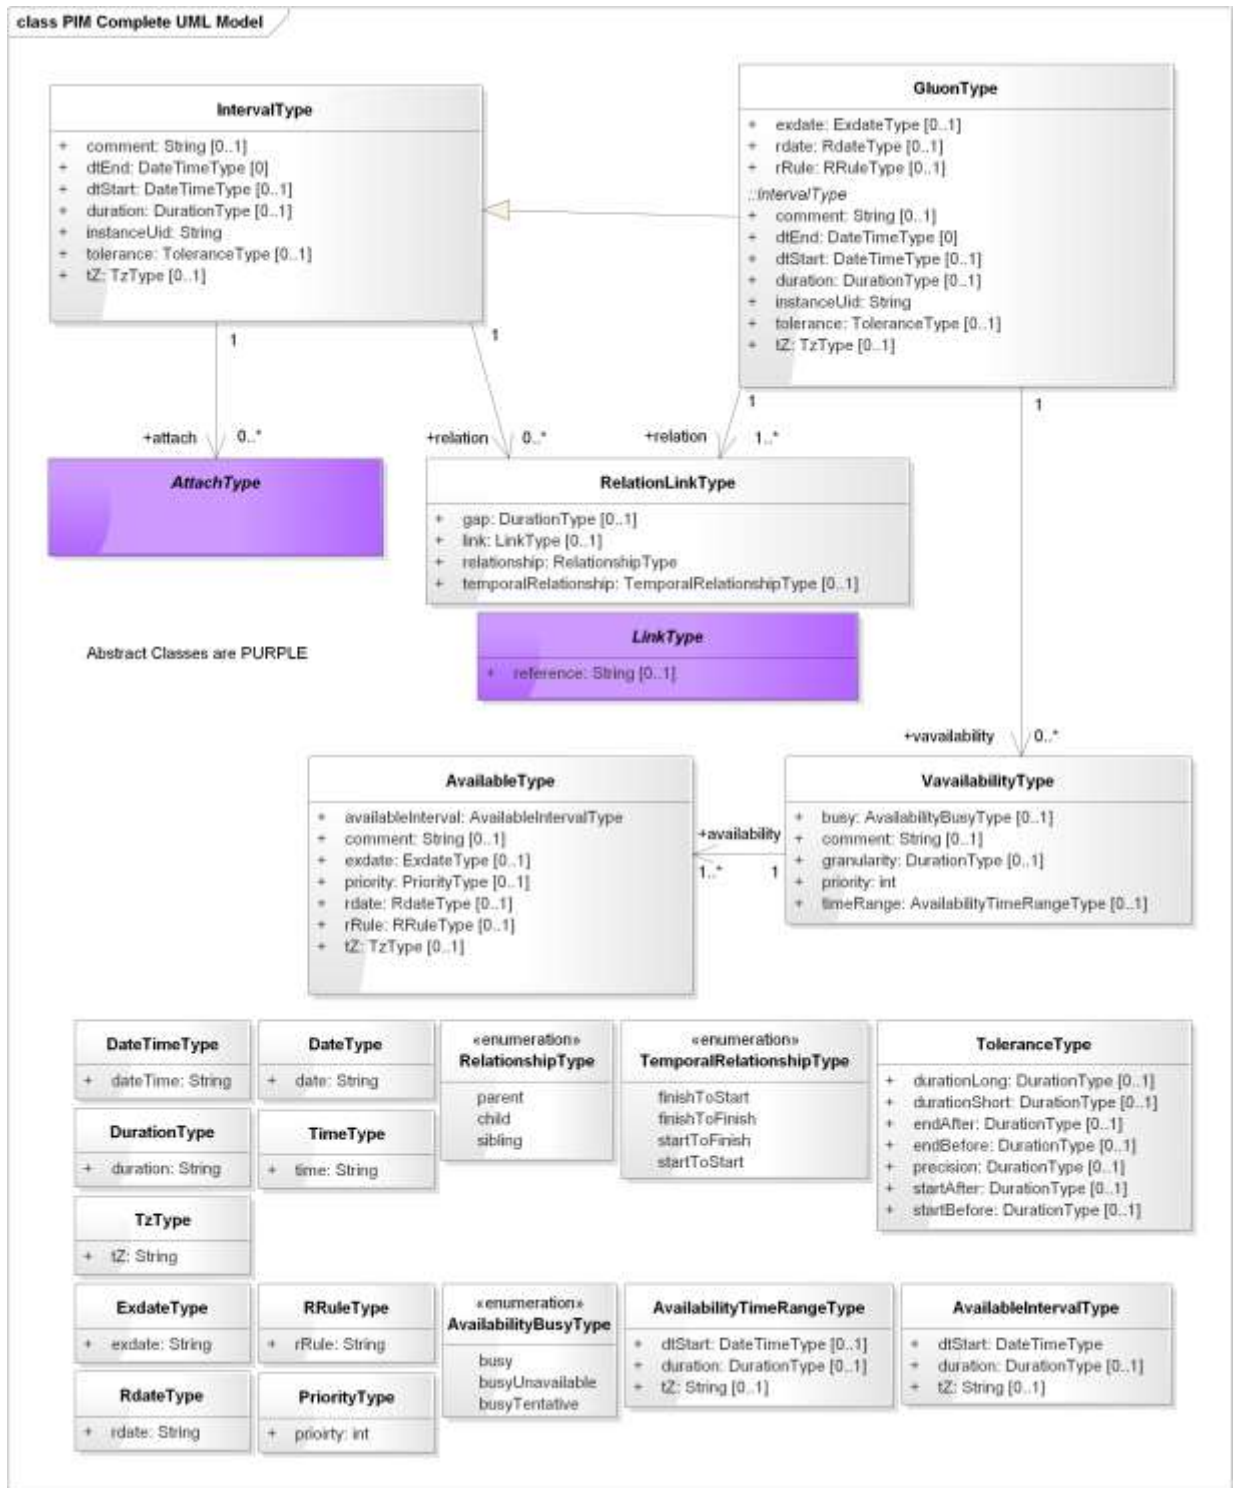 class PIM Complete UML Model
IntervalType
+ comment: String [0..1]
+ dtEnd: DateTimeType [0]
+ dtStart: DateTimeType [0..1]
+ duration: DurationType [0..1]
+ instanceUid: String
+ tolerance: ToleranceType [0..1]
+ tZ: TzType [0..1]
GluonType
+ exdate: ExdateType [0..1]
+ rdate: RdateType [0..1]
+ rRule: RRuleType [0..1]
::IntervalType
+ comment: String [0..1]
+ dtEnd: DateTimeType [0]
+ dtStart: DateTimeType [0..1]
+ duration: DurationType [0..1]
+ instanceUid: String
+ tolerance: ToleranceType [0..1]
+ tZ: TzType [0..1]
1
1
1
1
+attach
0..*
+relation
0..*
+relation
1..*
AttachType
RelationLinkType
+ gap: DurationType [0..1]
+ link: LinkType [0..1]
+ relationship: RelationshipType
+ temporalRelationship: TemporalRelationshipType [0..1]
LinkType
+ reference: String [0..1]
Abstract Classes are PURPLE
+vavailability
0..*
AvailableType
+ availableInterval: AvailableIntervalType
+ comment: String [0..1]
+ exdate: ExdateType [0..1]
+ priority: PriorityType [0..1]
+ rdate: RdateType [0..1]
+ rRule: RRuleType [0..1]
+ tZ: TzType [0..1]
+availability
1..*
1
VavailabilityType
+ busy: AvailabilityBusyType [0..1]
+ comment: String [0..1]
+ granularity: DurationType [0..1]
+ priority: int
+ timeRange: AvailabilityTimeRangeType [0..1]
DateTimeType
+ dateTime: String
DateType
+ date: String
«enumeration»
RelationshipType
parent
child
sibling
«enumeration»
TemporalRelationshipType
finishToStart
finishToFinish
startToFinish
startToStart
ToleranceType
+ durationLong: DurationType [0..1]
+ durationShort: DurationType [0..1]
+ endAfter: DurationType [0..1]
+ endBefore: DurationType [0..1]
+ precision: DurationType [0..1]
+ startAfter: DurationType [0..1]
+ startBefore: DurationType [0..1]
DurationType
+ duration: String
TimeType
+ time: String
TzType
+ tZ: String
ExdateType
+ exdate: String
RRuleType
+ rRule: String
«enumeration»
AvailabilityBusyType
busy
busyUnavailable
busyTentative
AvailabilityTimeRangeType
+ dtStart: DateTimeType [0..1]
+ duration: DurationType [0..1]
+ tZ: String [0..1]
AvailableIntervalType
+ dtStart: DateTimeType
+ duration: DurationType [0..1]
+ tZ: String [0..1]
RdateType
+ rdate: String
PriorityType
+ prioirty: int